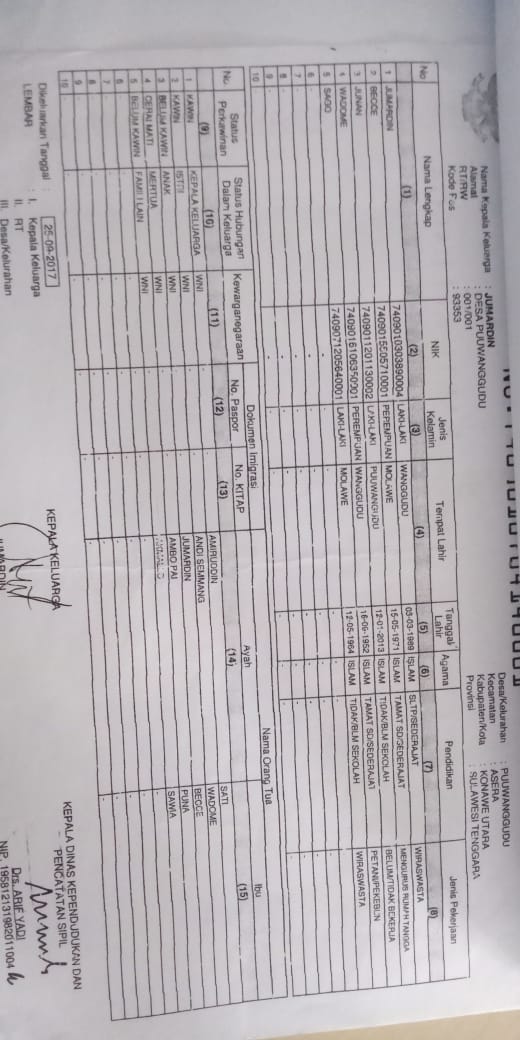 Nama Kepala Keluarga : JUMARDIN
Alamat : DESA PUUWANGGUDU
RT/RW : 001/001
Kode Pos : 93353
Desa/Kelurahan : PUUWANGGUDU
Kecamatan : ASERA
Kabupaten/Kota : KONAWE UTARA
Provinsi : SULAWESI TENGGARA
No Nama Lengkap NIK Jenis Kelamin Tempat Lahir Tanggal Lahir Agama Pendidikan Jenis Pekerjaan
(1) (2) (3) (4) (5) (6) (7) (8)
1 JUMARDIN 7409010303890004 LAKI-LAKI WANGGUDU 03-03-1989 ISLAM SLTP/SEDERAJAT WIRASWASTA
2 BECCE 7409015505710001 PEREMPUAN MOLAWE 15-05-1971 ISLAM TAMAT SD/SEDERAJAT MENGURUS RUMAH TANGGA
3 JUNAN 7409011201130002 LAKI-LAKI PUUWANGUDU 12-01-2013 ISLAM TIDAK/BLM SEKOLAH BELUM/TIDAK BEKERJA
4 WADOME 7409016106350001 PEREMPUAN WANGGUDU ISLAM TAMAT SD/SEDERAJAT PETANI/PEKEBUN
5 SAGO 7409071205640001 LAKI-LAKI MOLAWE 12-05-1964 ISLAM TIDAK/BLM SEKOLAH WIRASWASTA
6 - - - - - -
7 - - - - - -
8 - - - - - -
9 - - - - - -
10 - - - - - -
No. Status Perkawinan Status Hubungan Dalam Keluarga Kewarganegaraan Dokumen Imigrasi Nama Orang Tua
No. Paspor No. KITAP Ayah Ibu
(9) (10) (11) (12) (13) (14) (15)
1 KAWIN KEPALA KELUARGA WNI - - AMIRUDDIN SATI
2 KAWIN ISTRI WNI - - ANDI SEMMANG WADOME
3 BELUM KAWIN ANAK WNI - - JUMARDIN BECCE
4 CERAI MATI MERTUA WNI - - AMBO PAI PUNA
5 BELUM KAWIN FAMILI LAIN WNI - - SAWIA
6 - - - - - -
7 - - - - - -
8 - - - - - -
9 - - - - - -
10 - - - - - -
Dikeluarkan Tanggal : 25-09-2017
LEMBAR : I. Kepala Keluarga
II. RT
III. Desa/Kelurahan
KEPALA KELUARGA
JUMARDIN
KEPALA DINAS KEPENDUDUKAN DAN
PENCATATAN SIPIL
Drs. ARIF YADI
NIP. 195812131982011004